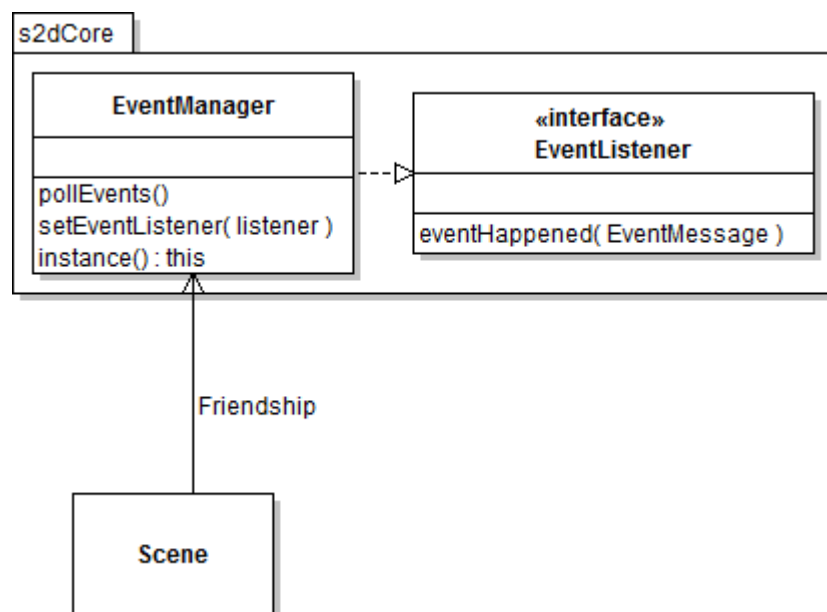 s2dCore
EventManager
pollEvents()
setEventListener( listener )
instance() : this
«interface»
EventListener
eventHappened( EventMessage )
Friendship
Scene